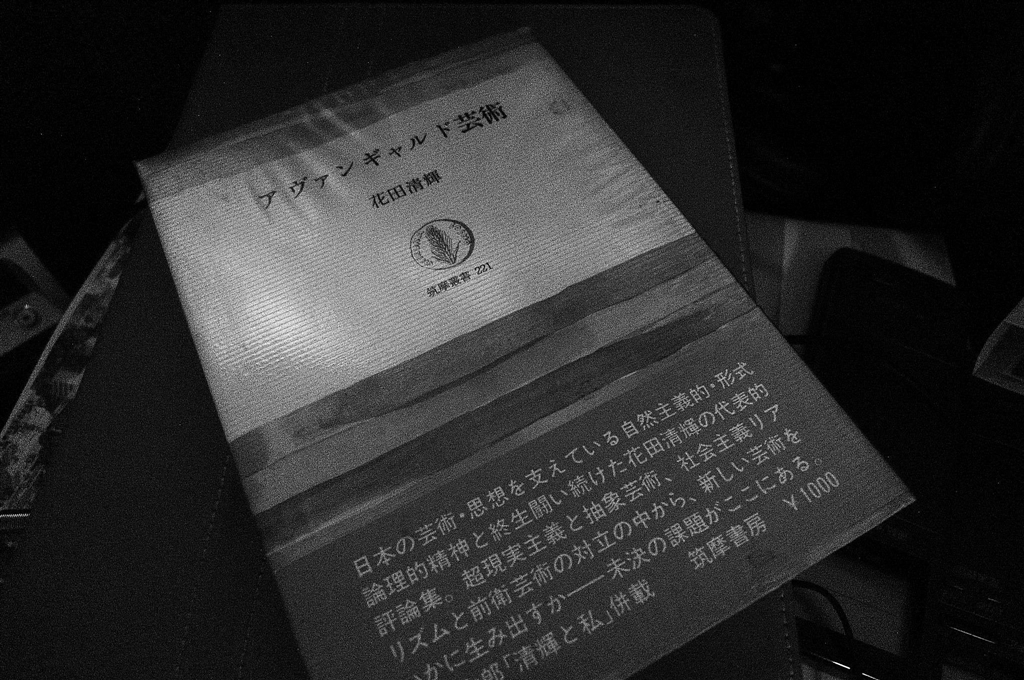 アヴァンギャルド芸術
花田清輝
筑摩叢書 221
日本の芸術・思想を支えている自然主義的・形式
論理的精神と終生闘い続けた花田清輝の代表的
評論集。超現実主義と抽象芸術、社会主義リア
リズムと前衛芸術の対立の中から、新しい芸術を
いかに生み出すか――未決の課題がここにある。
郎「清輝と私」併載
筑摩書房 ¥1000